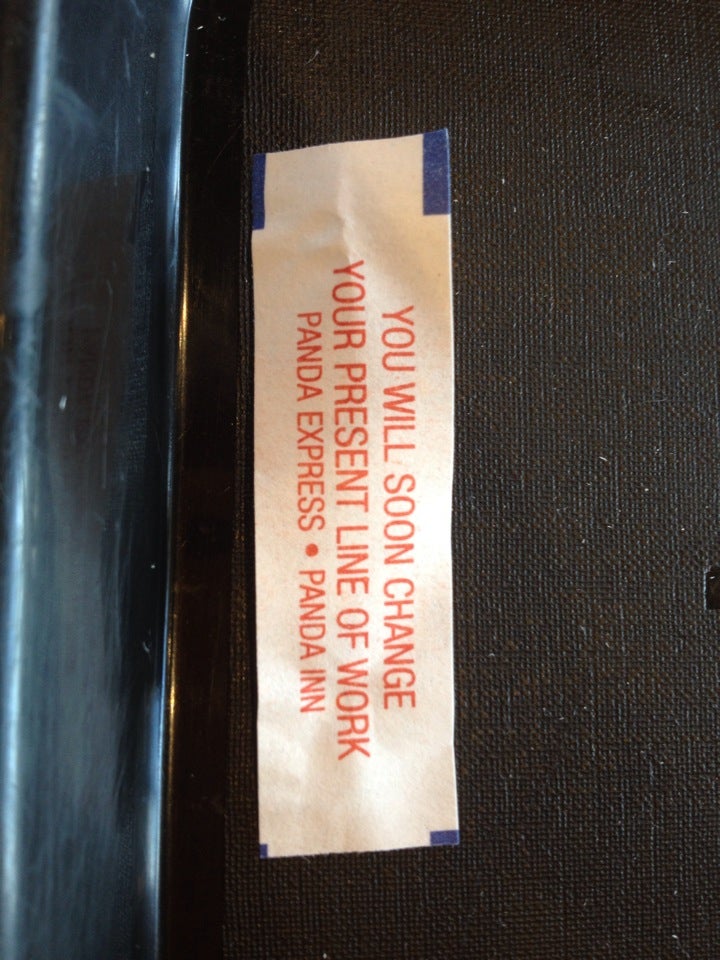 YOU WILL SOON CHANGE
YOUR PRESENT LINE OF WORK
PANDA EXPRESS • PANDA INN